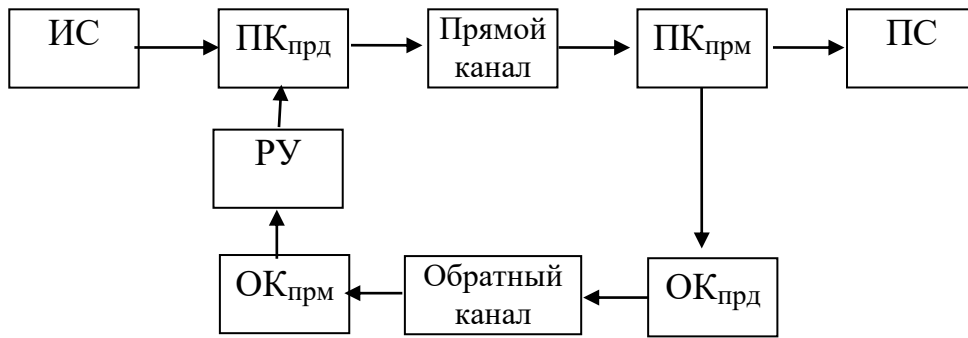 ИС
ПКпрд
Прямой
канал
ПКпрм
ПС
РУ
ОКпрм
Обратный
канал
ОКпрд